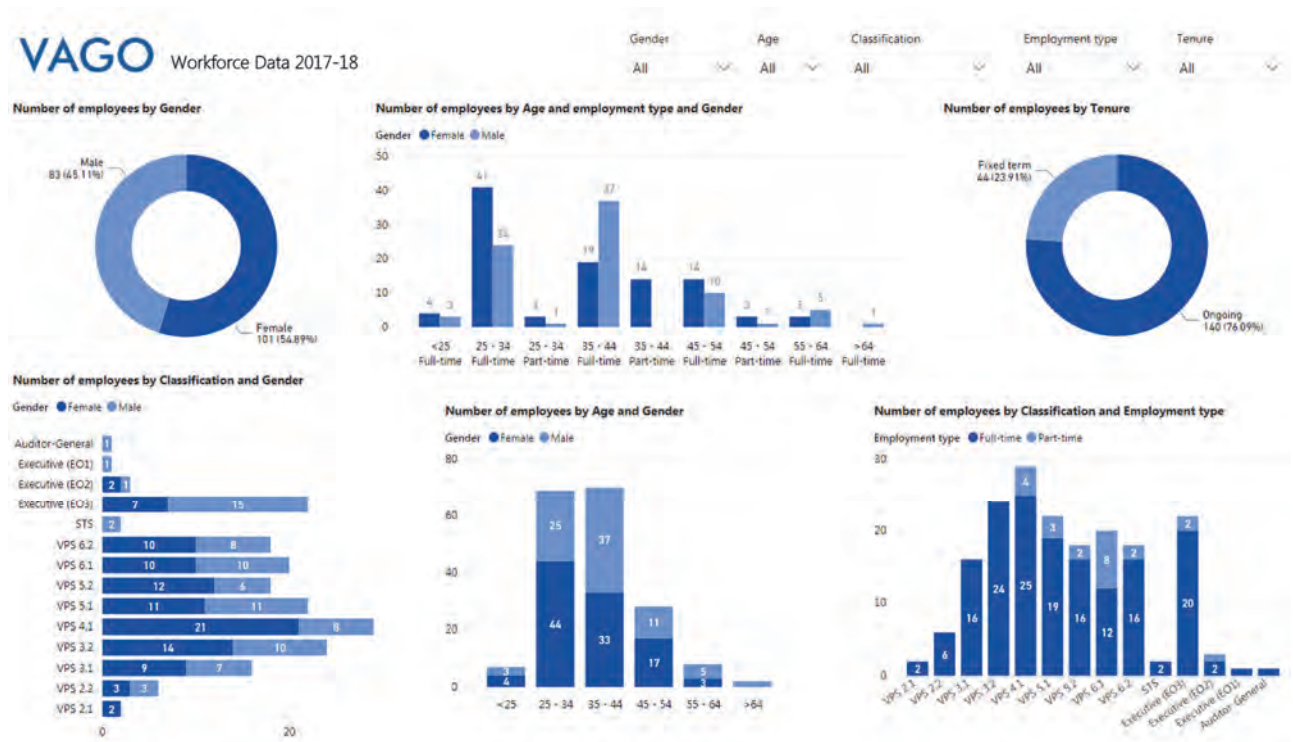 VAGO Workforce Data 2017-18
Gender Age Classification Employment type Tenure
All All All All All
Number of employees by Gender
Male
83 (45.11%)
Female
101 (54.89%)
Number of employees by Age and employment type and Gender
Gender Female Male
50
40
30
20
10
0
4 3 41 24 3 1 19 37 14 14 10 3 1 3 5 1
<25 25 - 34 25 - 34 35 - 44 35 - 44 45 - 54 45 - 54 55 - 64 >64
Full-time Full-time Part-time Full-time Part-time Full-time Part-time Full-time Full-time
Number of employees by Tenure
Fixed term
44 (23.91%)
Ongoing
140 (76.09%)
Number of employees by Classification and Gender
Gender Female Male
Auditor-General 1
Executive (EO1) 1
Executive (EO2) 2 1
Executive (EO3) 7 15
STS 2
VPS 6.2 10 8
VPS 6.1 10 10
VPS 5.2 12 6
VPS 5.1 11 11
VPS 4.1 21 8
VPS 3.2 14 10
VPS 3.1 9 7
VPS 2.2 3 3
VPS 2.1 2
0 20
Number of employees by Age and Gender
Gender Female Male
80
60
40
20
0
3 25 37 11 5
4 44 33 17 3
<25 25 - 34 35 - 44 45 - 54 55 - 64 >64
Number of employees by Classification and Employment type
Employment type Full-time Part-time
30
20
10
0
4 3 2 8 2 2
2 6 16 24 25 19 16 12 16 2 20 2
VPS 2.1 VPS 2.2 VPS 3.1 VPS 3.2 VPS 4.1 VPS 5.1 VPS 5.2 VPS 6.1 VPS 6.2 STS Executive (EO3) Executive (EO2) Executive (EO1) Auditor-General